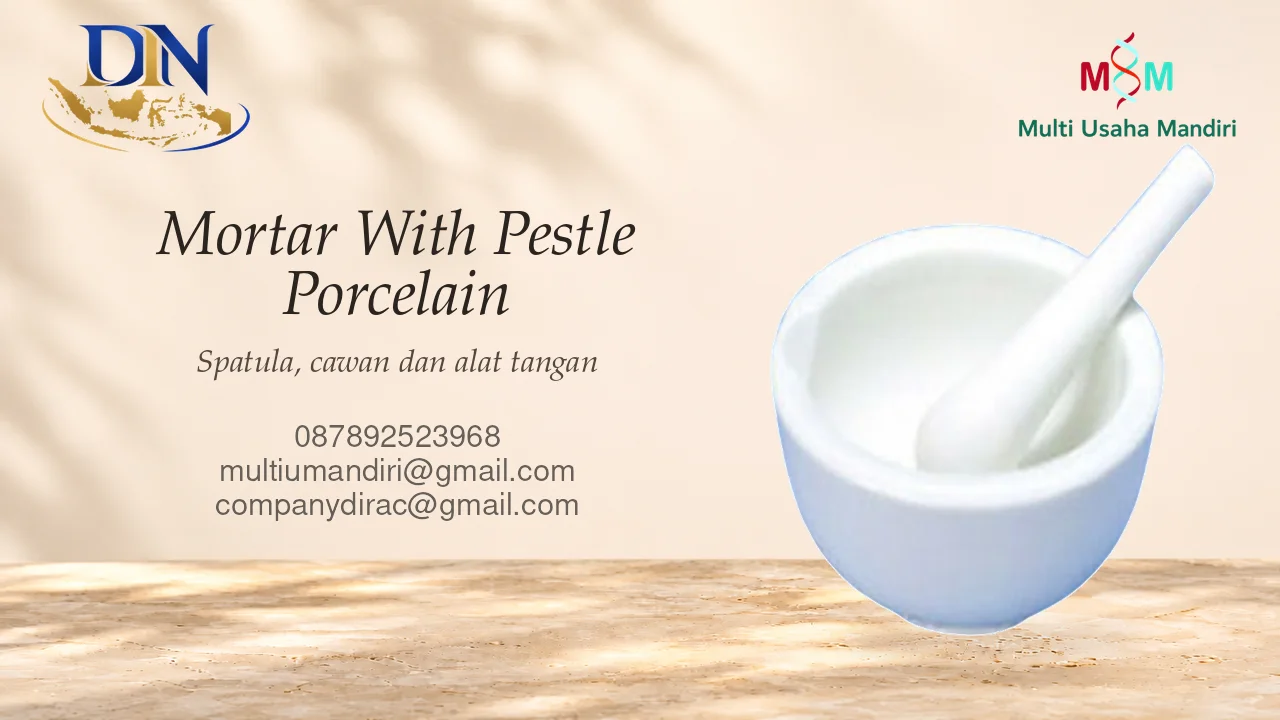 DIN
M M
Multi Usaha Mandiri
Mortar With Pestle
Porcelain
Spatula, cawan dan alat tangan
087892523968
multiumandiri@gmail.com
companydirac@gmail.com